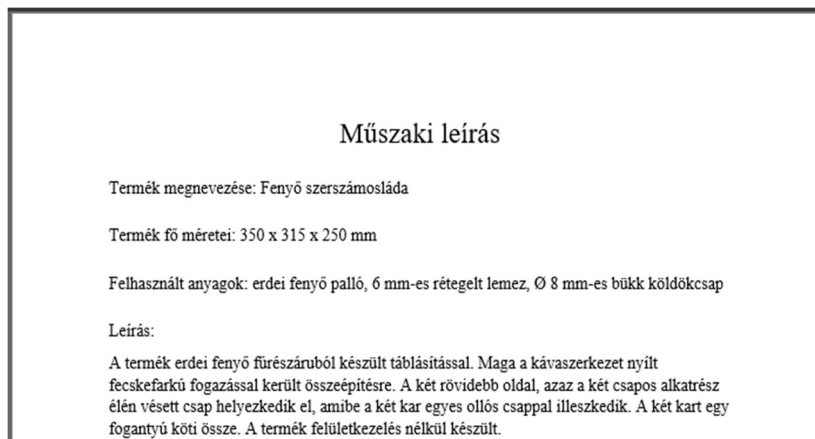 Műszaki leírás
Termék megnevezése: Fenyő szerszámosláda
Termék fő méretei: 350 x 315 x 250 mm
Felhasznált anyagok: erdei fenyő palló, 6 mm-es rétegelt lemez, Ø 8 mm-es bükk köldökcsap
Leírás:
A termék erdei fenyő fűrészáruból készült táblásítással. Maga a kávaszerkezet nyílt
fecskefarkú fogazással került összeépítésre. A két rövidebb oldal, azaz a két csapos alkatrész
élén vésett csap helyezkedik el, amibe a két kar egyes ollós csappal illeszkedik. A két kart egy
fogantyú köti össze. A termék felületkezelés nélkül készült.